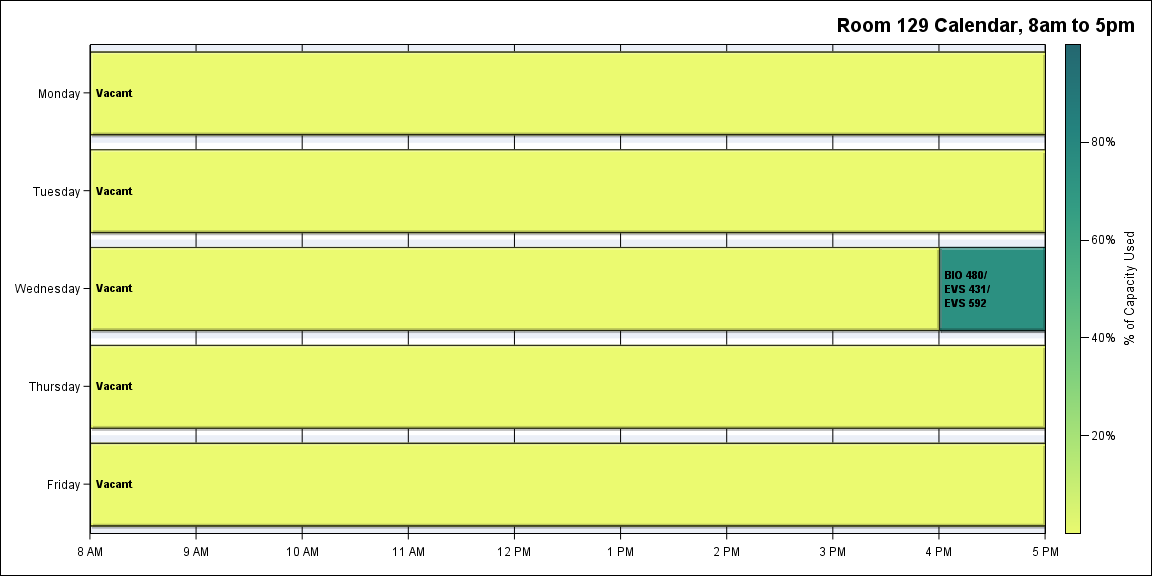 Room 129 Calendar, 8am to 5pm
Monday
Vacant
Tuesday
Vacant
Wednesday
Vacant
BIO 480/
EVS 431/
EVS 592
Thursday
Vacant
Friday
Vacant
8 AM
9 AM
10 AM
11 AM
12 PM
1 PM
2 PM
3 PM
4 PM
5 PM
80%
60%
40%
20%
% of Capacity Used